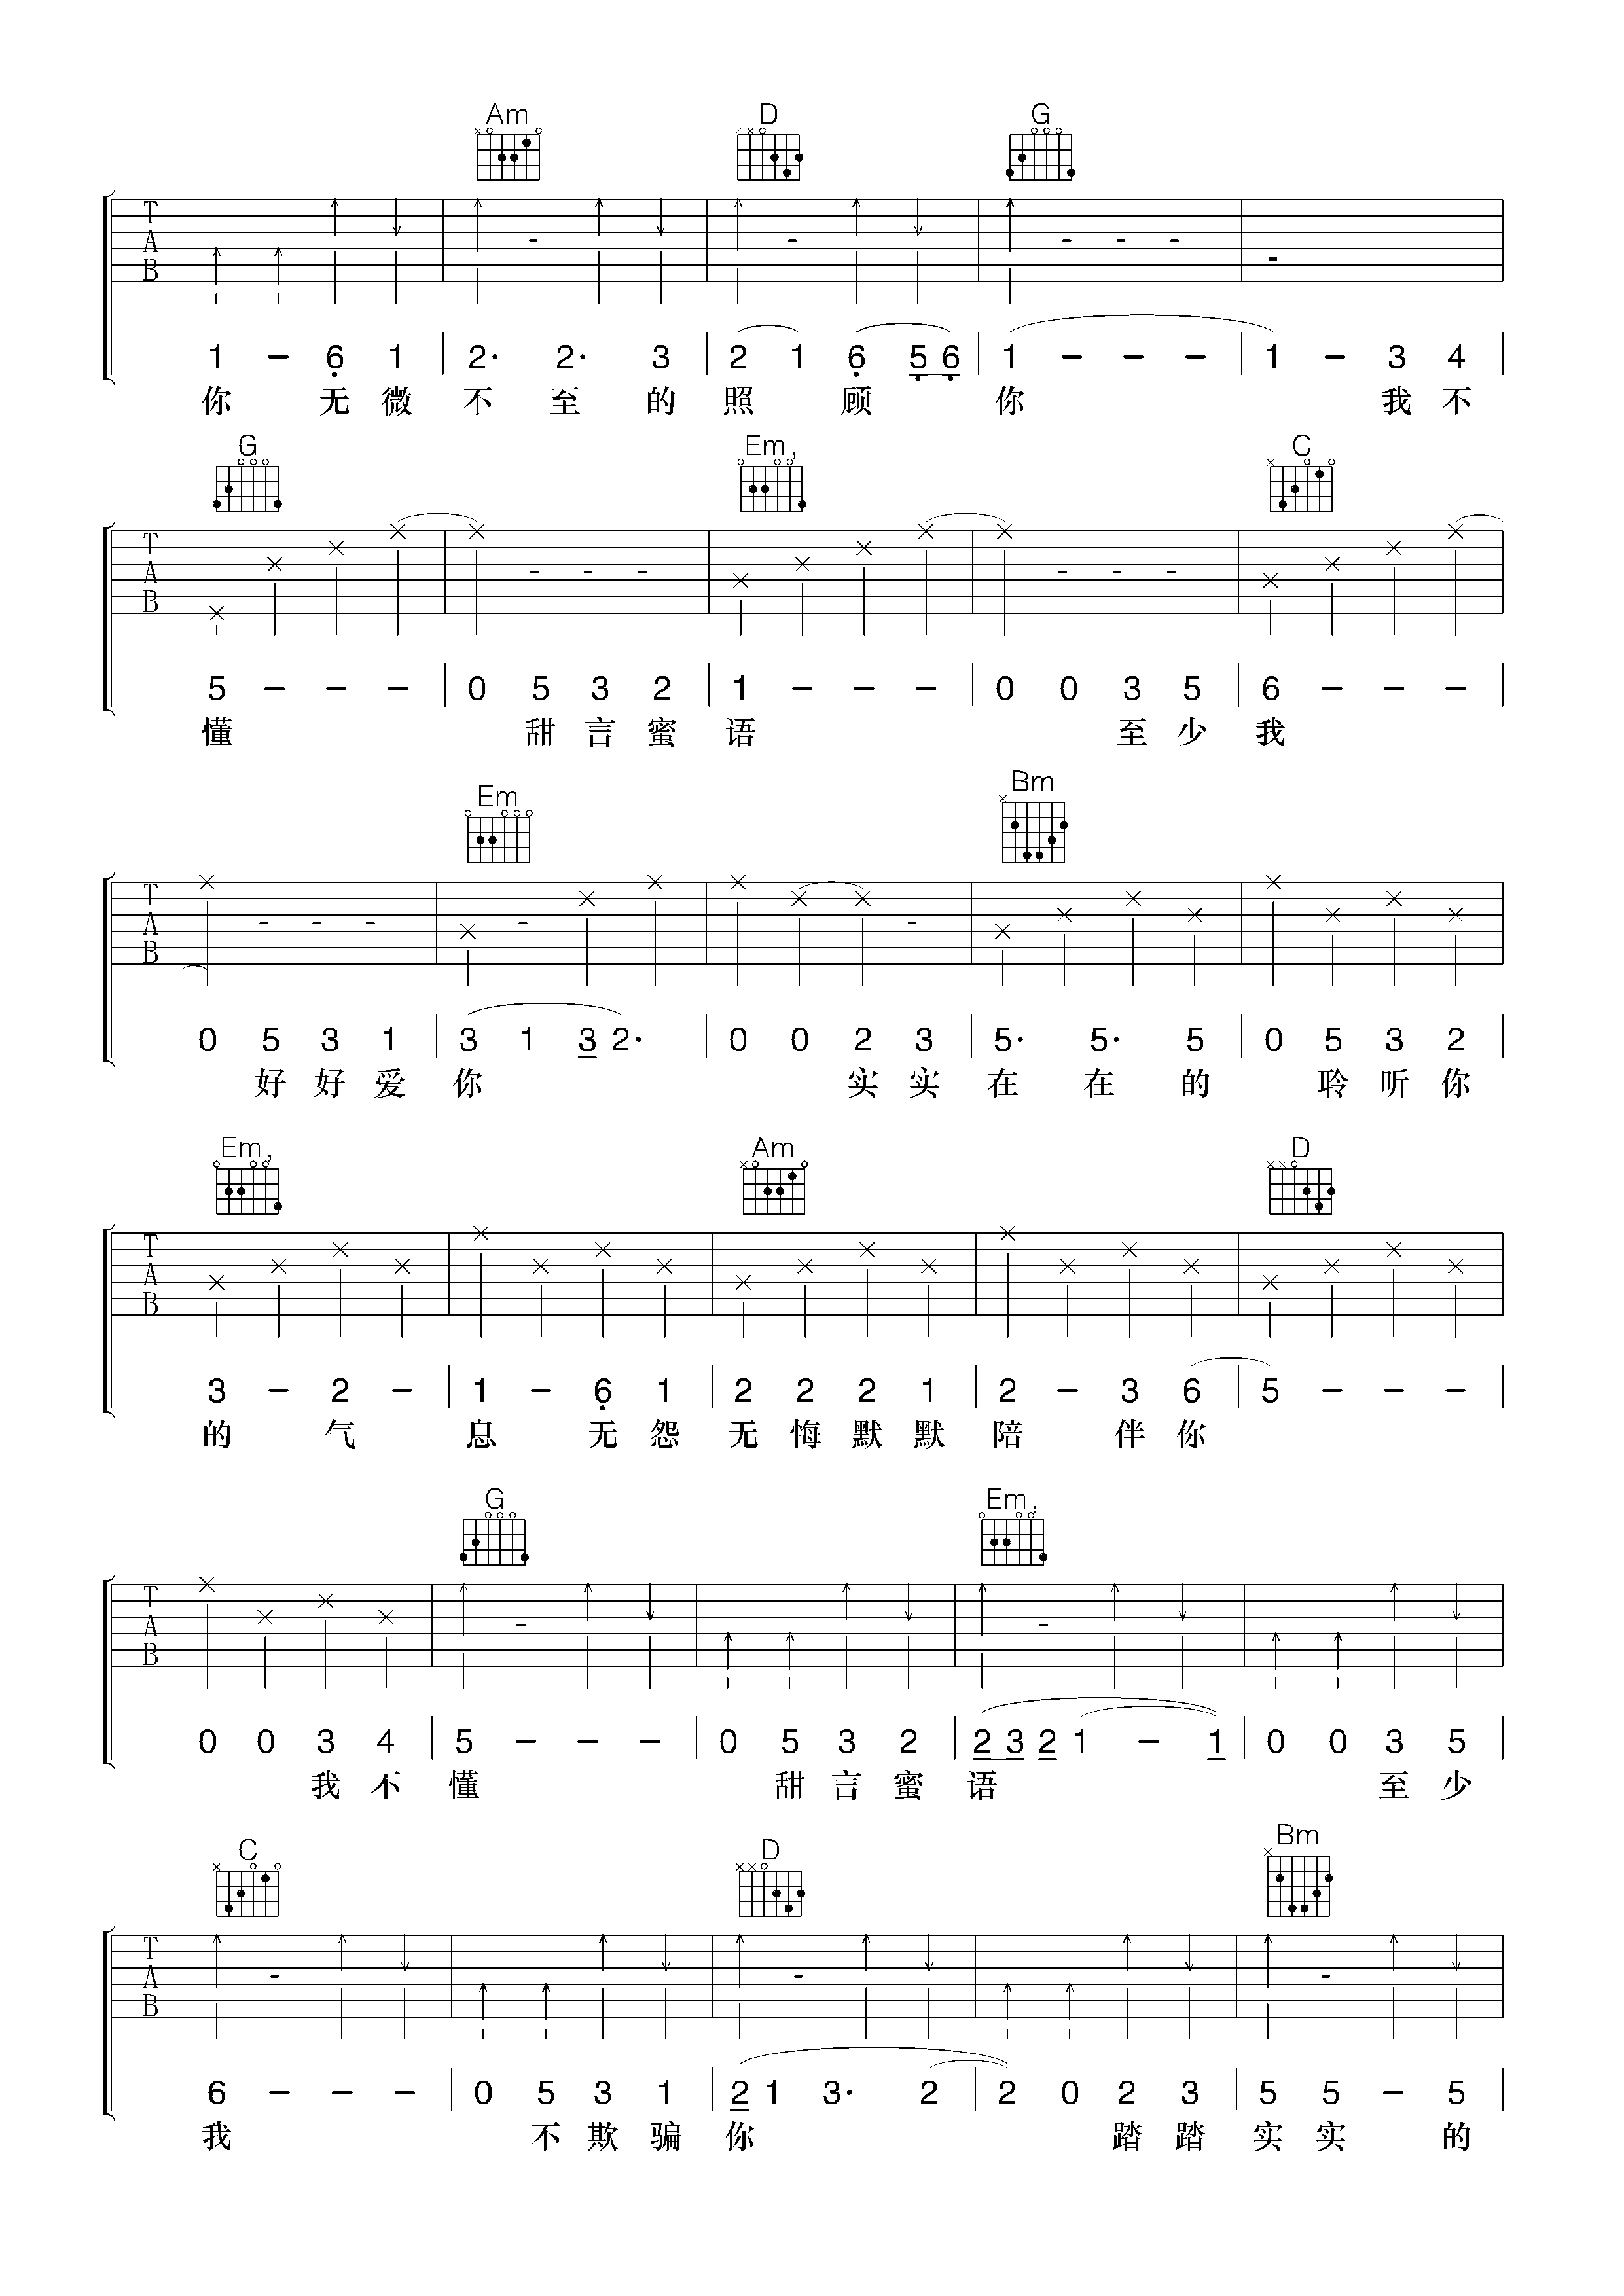 Am D G
T
A
B
1 – 6 1 | 2· 2· 3 | 2 1 6 5 6 | 1 – – – | 1 – 3 4 |
你 无 微 不 至 的 照 顾 你 我 不
G Em, C
T
A
B
5 – – – | 0 5 3 2 | 1 – – – | 0 0 3 5 | 6 – – – |
懂 甜 言 蜜 语 至 少 我
Em Bm
T
A
B
0 5 3 1 | 3 1 3 2· | 0 0 2 3 | 5· 5· 5 | 0 5 3 2 |
好 好 爱 你 实 实 在 在 的 聆 听 你
Em, Am D
T
A
B
3 – 2 – | 1 – 6 1 | 2 2 2 1 | 2 – 3 6 | 5 – – – |
的 气 息 无 怨 无 悔 默 默 陪 伴 你
G Em,
T
A
B
0 0 3 4 | 5 – – – | 0 5 3 2 | 2 3 2 1 – 1 | 0 0 3 5 |
我 不 懂 甜 言 蜜 语 至 少
C D Bm
T
A
B
6 – – – | 0 5 3 1 | 2 1 3· 2 | 2 0 2 3 | 5 5 – 5 |
我 不 欺 骗 你 踏 踏 实 实 的